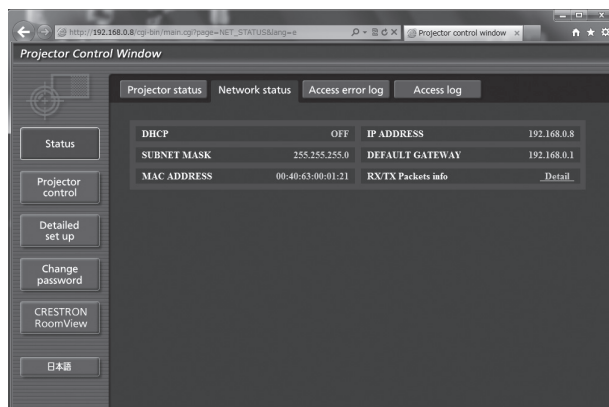 http://192.168.0.8/cgi-bin/main.cgi?page=NET_STATUS&lang=e
Projector control window
Projector Control Window
Projector status
Network status
Access error log
Access log
Status
Projector
control
Detailed
set up
Change
password
CRESTRON
RoomView
日本語
DHCP OFF IP ADDRESS 192.168.0.8
SUBNET MASK 255.255.255.0 DEFAULT GATEWAY 192.168.0.1
MAC ADDRESS 00:40:63:00:01:21 RX/TX Packets info Detail